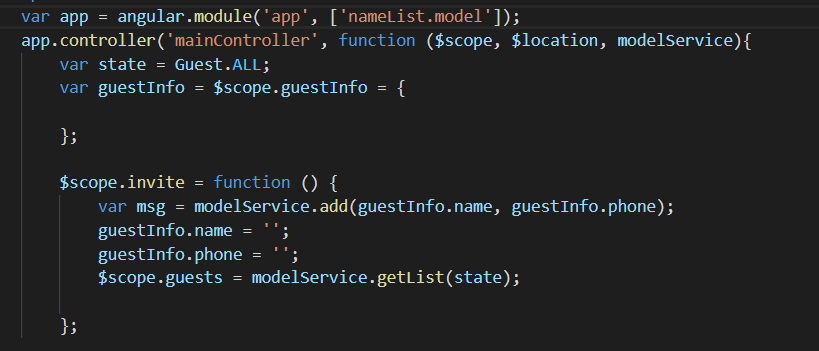 var app = angular.module('app', ['nameList.model']);
app.controller('mainController', function ($scope, $location, modelService){
    var state = Guest.ALL;
    var guestInfo = $scope.guestInfo = {

    };

    $scope.invite = function () {
        var msg = modelService.add(guestInfo.name, guestInfo.phone);
        guestInfo.name = '';
        guestInfo.phone = '';
        $scope.guests = modelService.getList(state);

    };